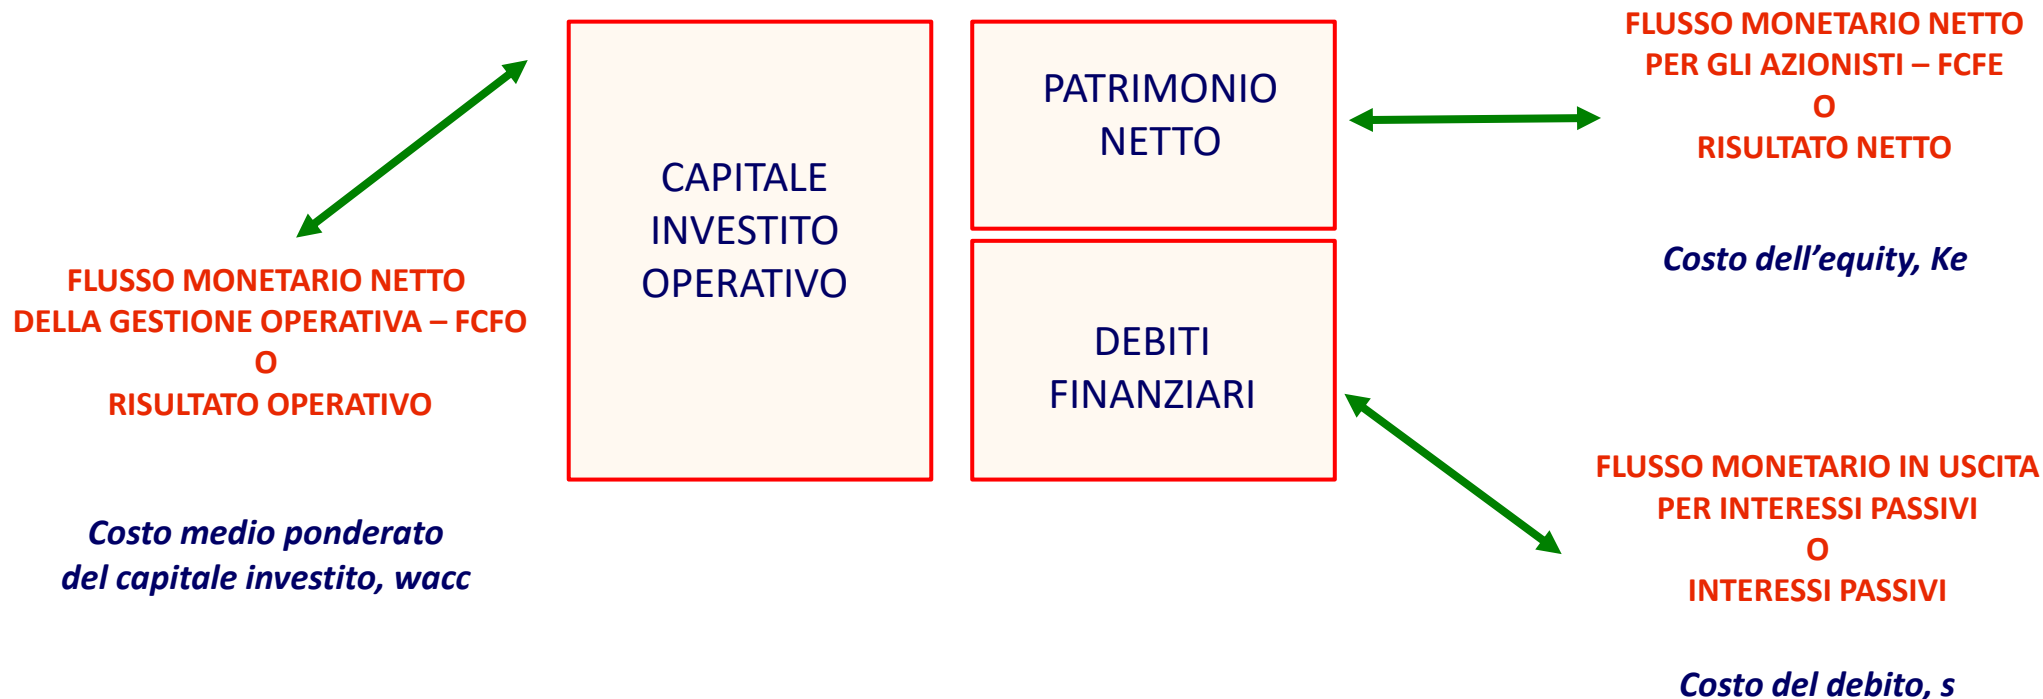 FLUSSO MONETARIO NETTO
DELLA GESTIONE OPERATIVA – FCFO
O
RISULTATO OPERATIVO
Costo medio ponderato
del capitale investito, wacc
CAPITALE
INVESTITO
OPERATIVO
PATRIMONIO
NETTO
DEBITI
FINANZIARI
FLUSSO MONETARIO NETTO
PER GLI AZIONISTI – FCFE
O
RISULTATO NETTO
Costo dell’equity, Ke
FLUSSO MONETARIO IN USCITA
PER INTERESSI PASSIVI
O
INTERESSI PASSIVI
Costo del debito, s